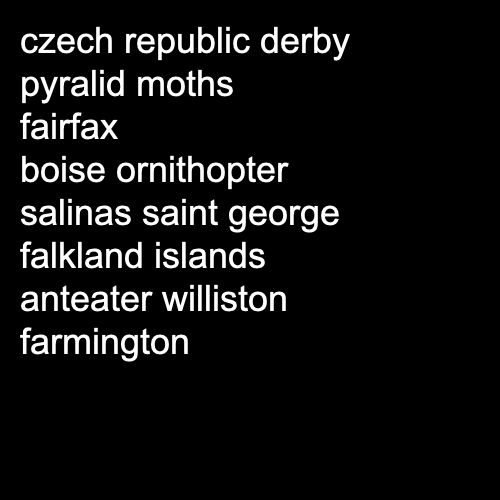 czech republic derby
pyralid moths
fairfax
boise ornithopter
salinas saint george
falkland islands
anteater williston
farmington